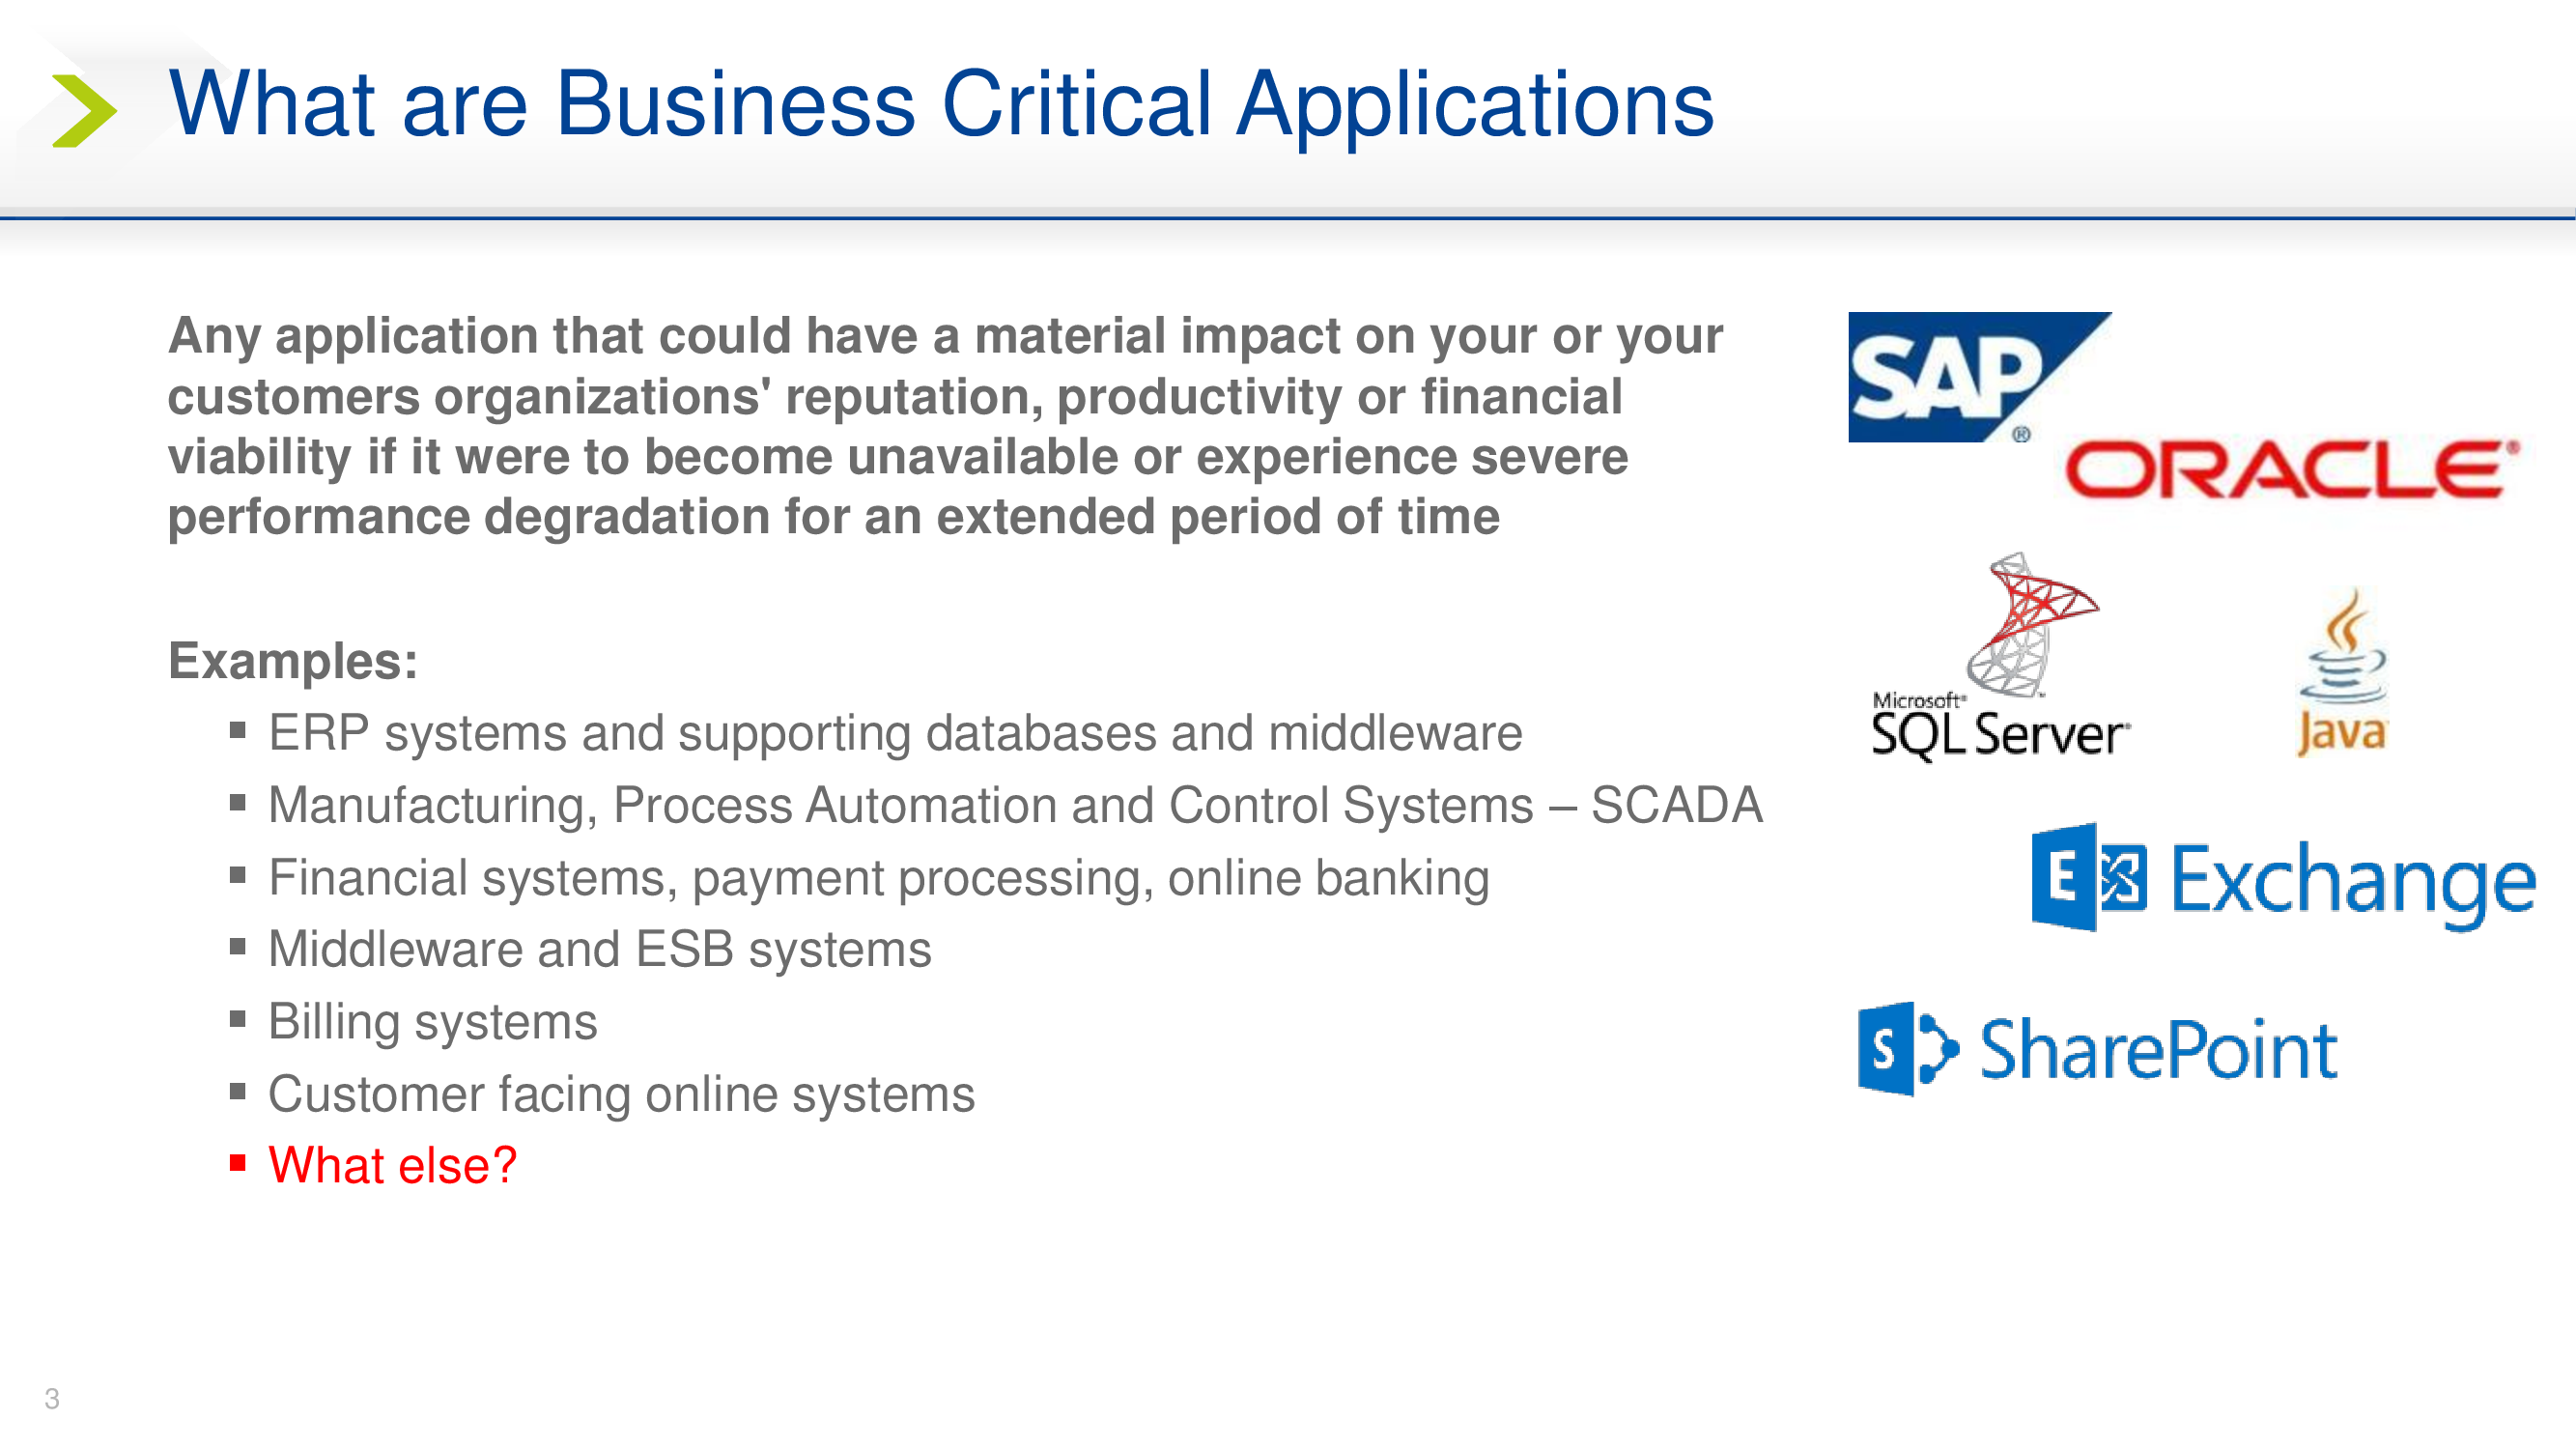 What are Business Critical Applications
Any application that could have a material impact on your or your
customers organizations' reputation, productivity or financial
viability if it were to become unavailable or experience severe
performance degradation for an extended period of time
Examples:
▪ ERP systems and supporting databases and middleware
▪ Manufacturing, Process Automation and Control Systems – SCADA
▪ Financial systems, payment processing, online banking
▪ Middleware and ESB systems
▪ Billing systems
▪ Customer facing online systems
▪ What else?
SAP®
ORACLE®
Microsoft®
SQL Server®
Java
E Exchange
S SharePoint
3